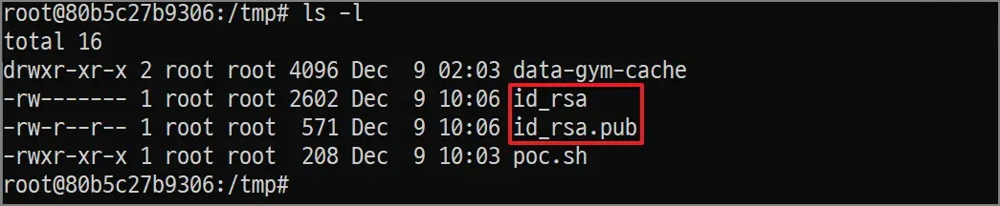 root@80b5c27b9306:/tmp# ls -l
total 16
drwxr-xr-x 2 root root 4096 Dec  9 02:03 data-gym-cache
-rw------- 1 root root 2602 Dec  9 10:06 id_rsa
-rw-r--r-- 1 root root  571 Dec  9 10:06 id_rsa.pub
-rwxr-xr-x 1 root root  208 Dec  9 10:03 poc.sh
root@80b5c27b9306:/tmp#